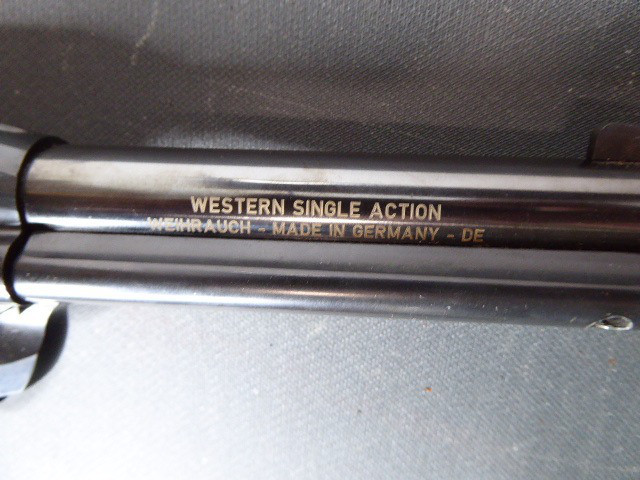 WESTERN SINGLE ACTION
WEIHRAUCH - MADE IN GERMANY - DE